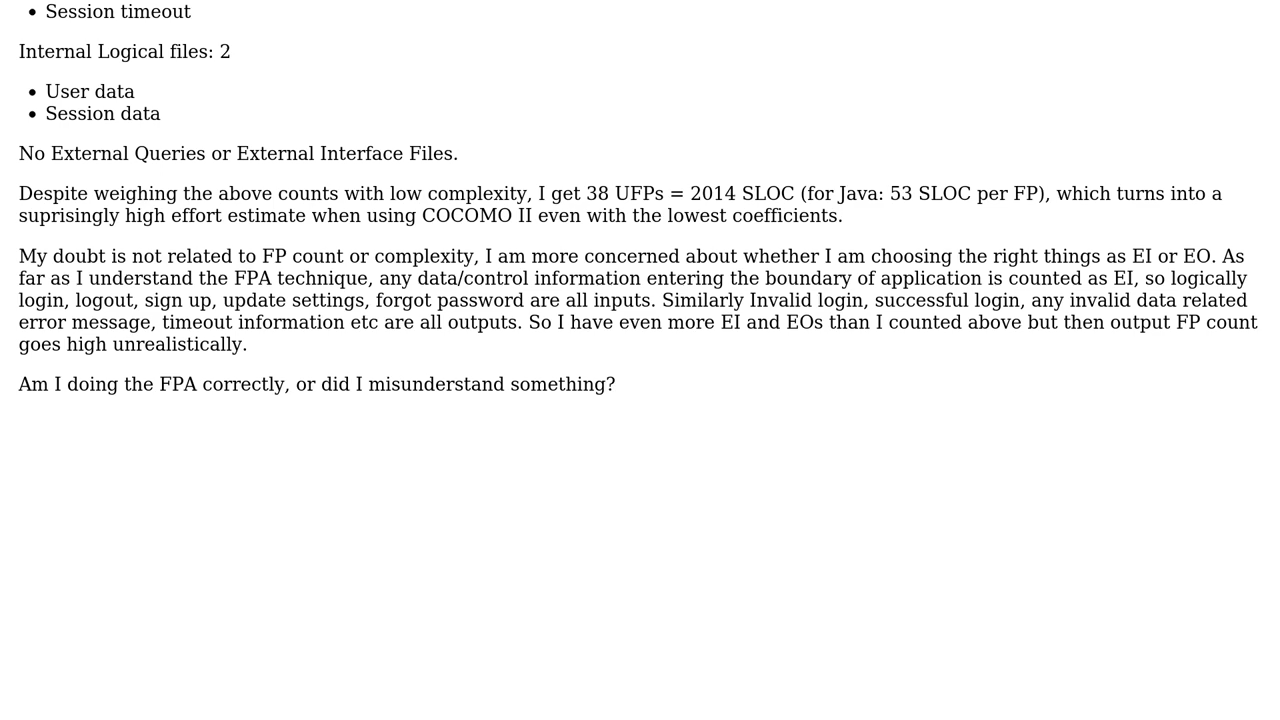 • Session timeout
Internal Logical files: 2
• User data
• Session data
No External Queries or External Interface Files.
Despite weighing the above counts with low complexity, I get 38 UFPs = 2014 SLOC (for Java: 53 SLOC per FP), which turns into a
suprisingly high effort estimate when using COCOMO II even with the lowest coefficients.
My doubt is not related to FP count or complexity, I am more concerned about whether I am choosing the right things as EI or EO. As
far as I understand the FPA technique, any data/control information entering the boundary of application is counted as EI, so logically
login, logout, sign up, update settings, forgot password are all inputs. Similarly Invalid login, successful login, any invalid data related
error message, timeout information etc are all outputs. So I have even more EI and EOs than I counted above but then output FP count
goes high unrealistically.
Am I doing the FPA correctly, or did I misunderstand something?